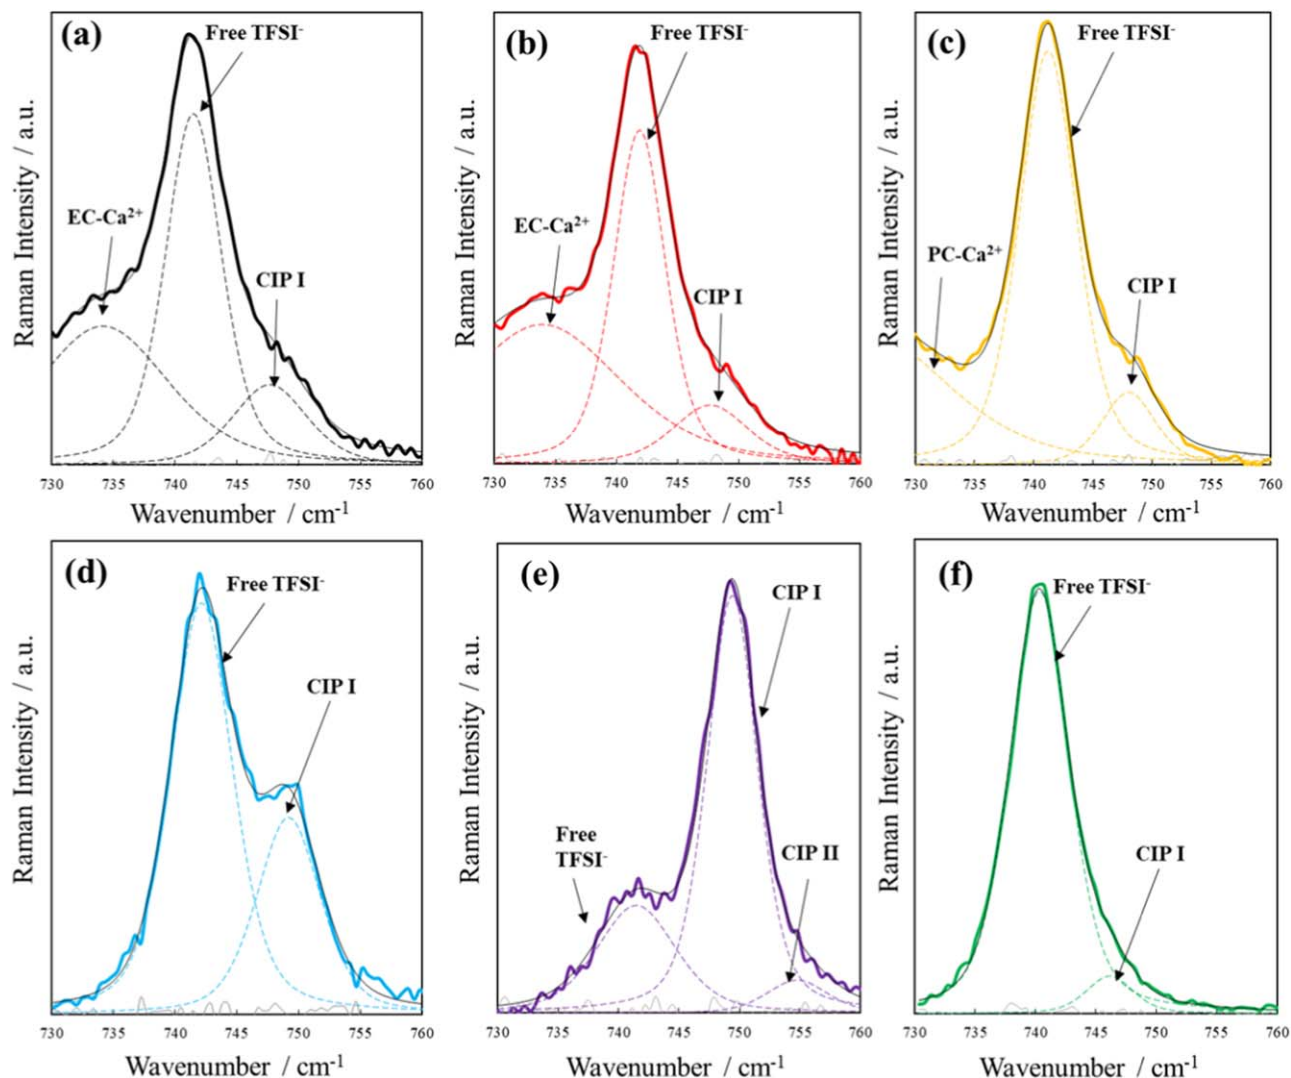 (a)
Free TFSI⁻
EC-Ca²⁺
CIP I
Raman Intensity / a.u.
730 735 740 745 750 755 760
Wavenumber / cm⁻¹
(b)
Free TFSI⁻
EC-Ca²⁺
CIP I
Raman Intensity / a.u.
730 735 740 745 750 755 760
Wavenumber / cm⁻¹
(c)
Free TFSI⁻
PC-Ca²⁺
CIP I
Raman Intensity / a.u.
730 735 740 745 750 755 760
Wavenumber / cm⁻¹
(d)
Free TFSI⁻
CIP I
Raman Intensity / a.u.
730 735 740 745 750 755 760
Wavenumber / cm⁻¹
(e)
CIP I
Free
TFSI⁻
CIP II
Raman Intensity / a.u.
730 735 740 745 750 755 760
Wavenumber / cm⁻¹
(f)
Free TFSI⁻
CIP I
Raman Intensity / a.u.
730 735 740 745 750 755 760
Wavenumber / cm⁻¹